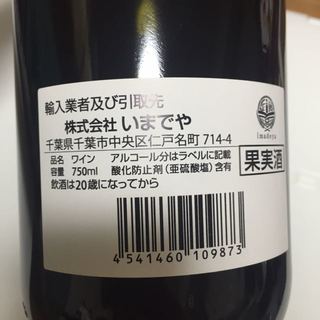 輸入業者及び引取先
株式会社 いまでや
千葉県千葉市中央区仁戸名町 714-4
品名 ワイン アルコール分はラベルに記載
容量 750ml 酸化防止剤（亜硫酸塩）含有
飲酒は20歳になってから
imadeya
果実酒
4 541460 109873